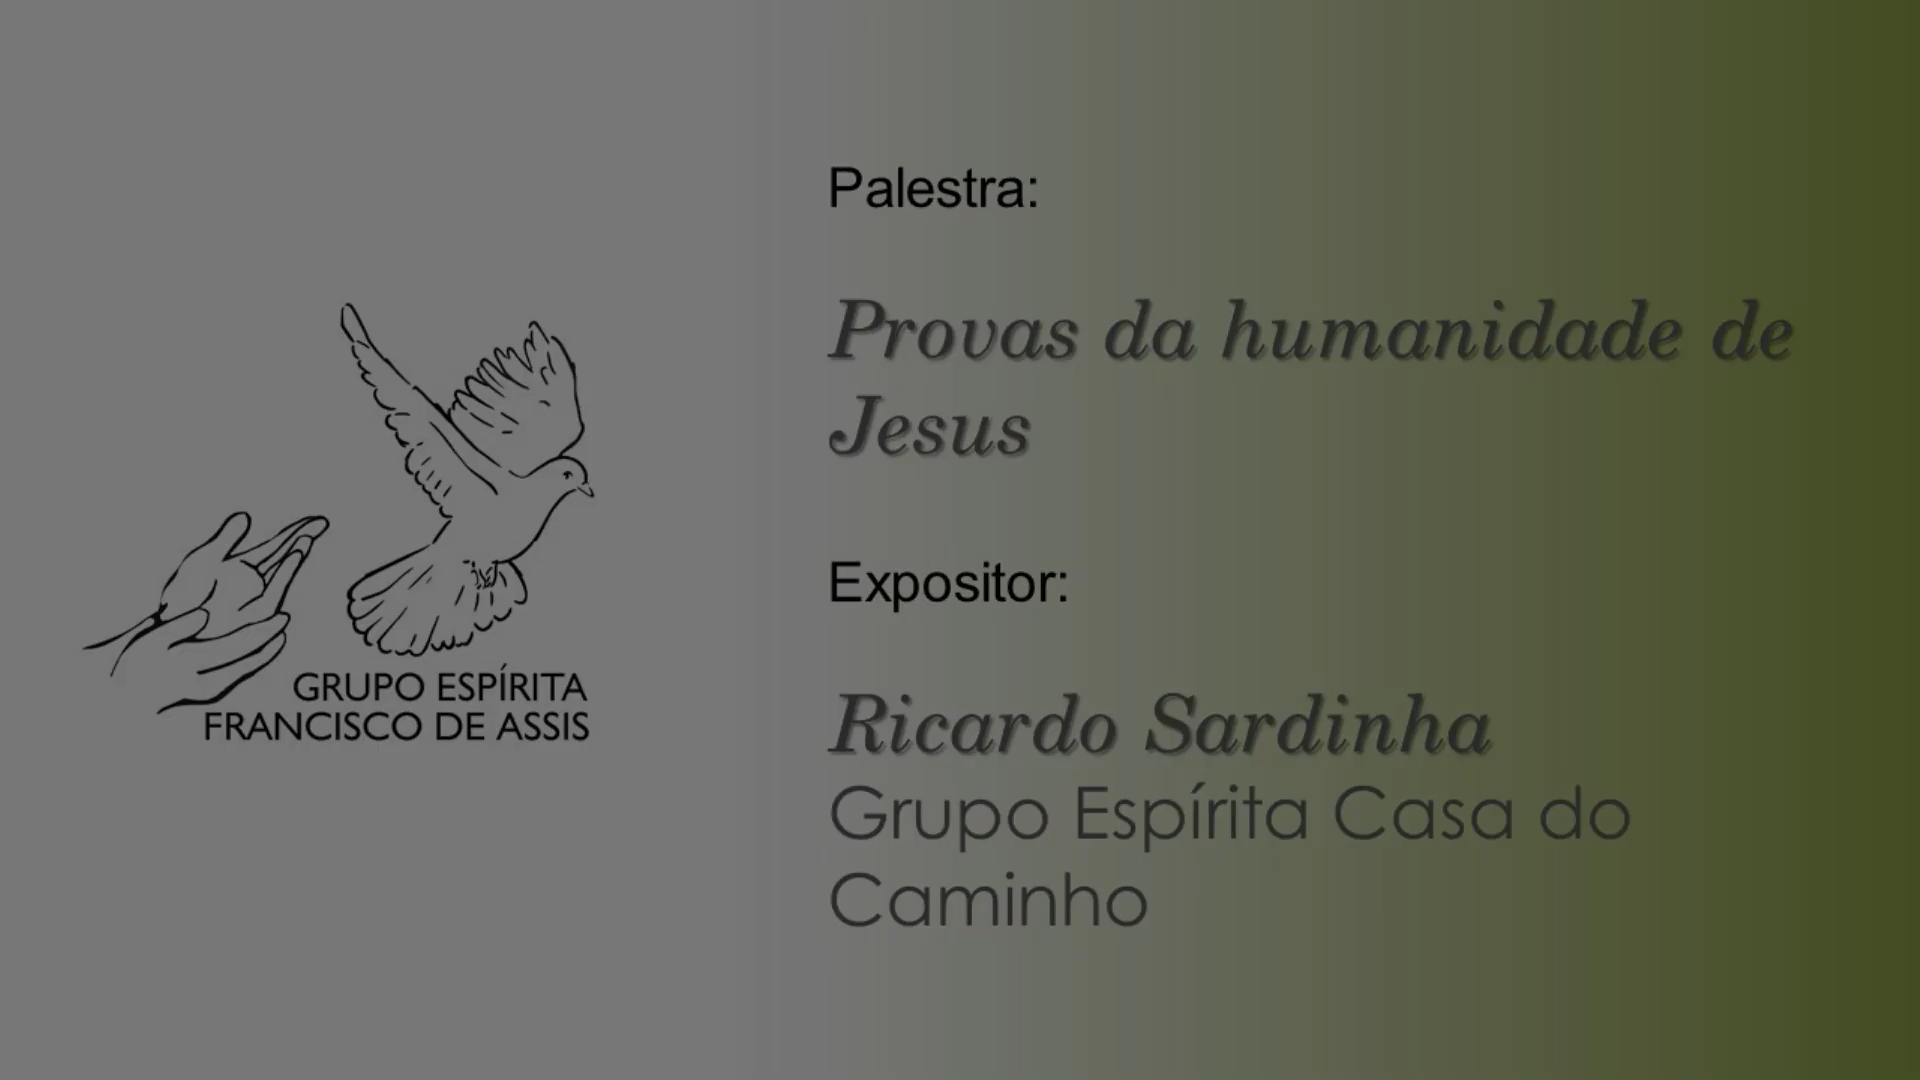 GRUPO ESPÍRITA
FRANCISCO DE ASSIS
Palestra:
Provas da humanidade de
Jesus
Expositor:
Ricardo Sardinha
Grupo Espírita Casa do
Caminho